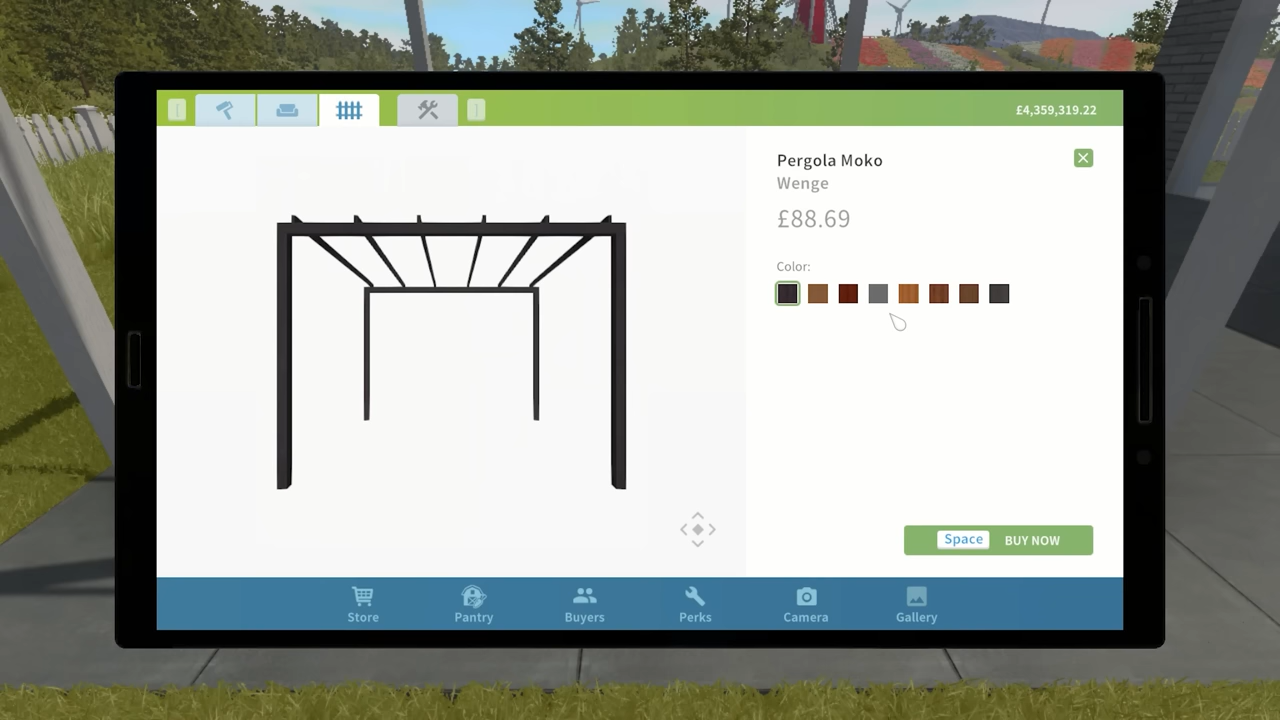 £4,359,319.22
Pergola Moko
Wenge
£88.69
Color:
Space BUY NOW
Store Pantry Buyers Perks Camera Gallery